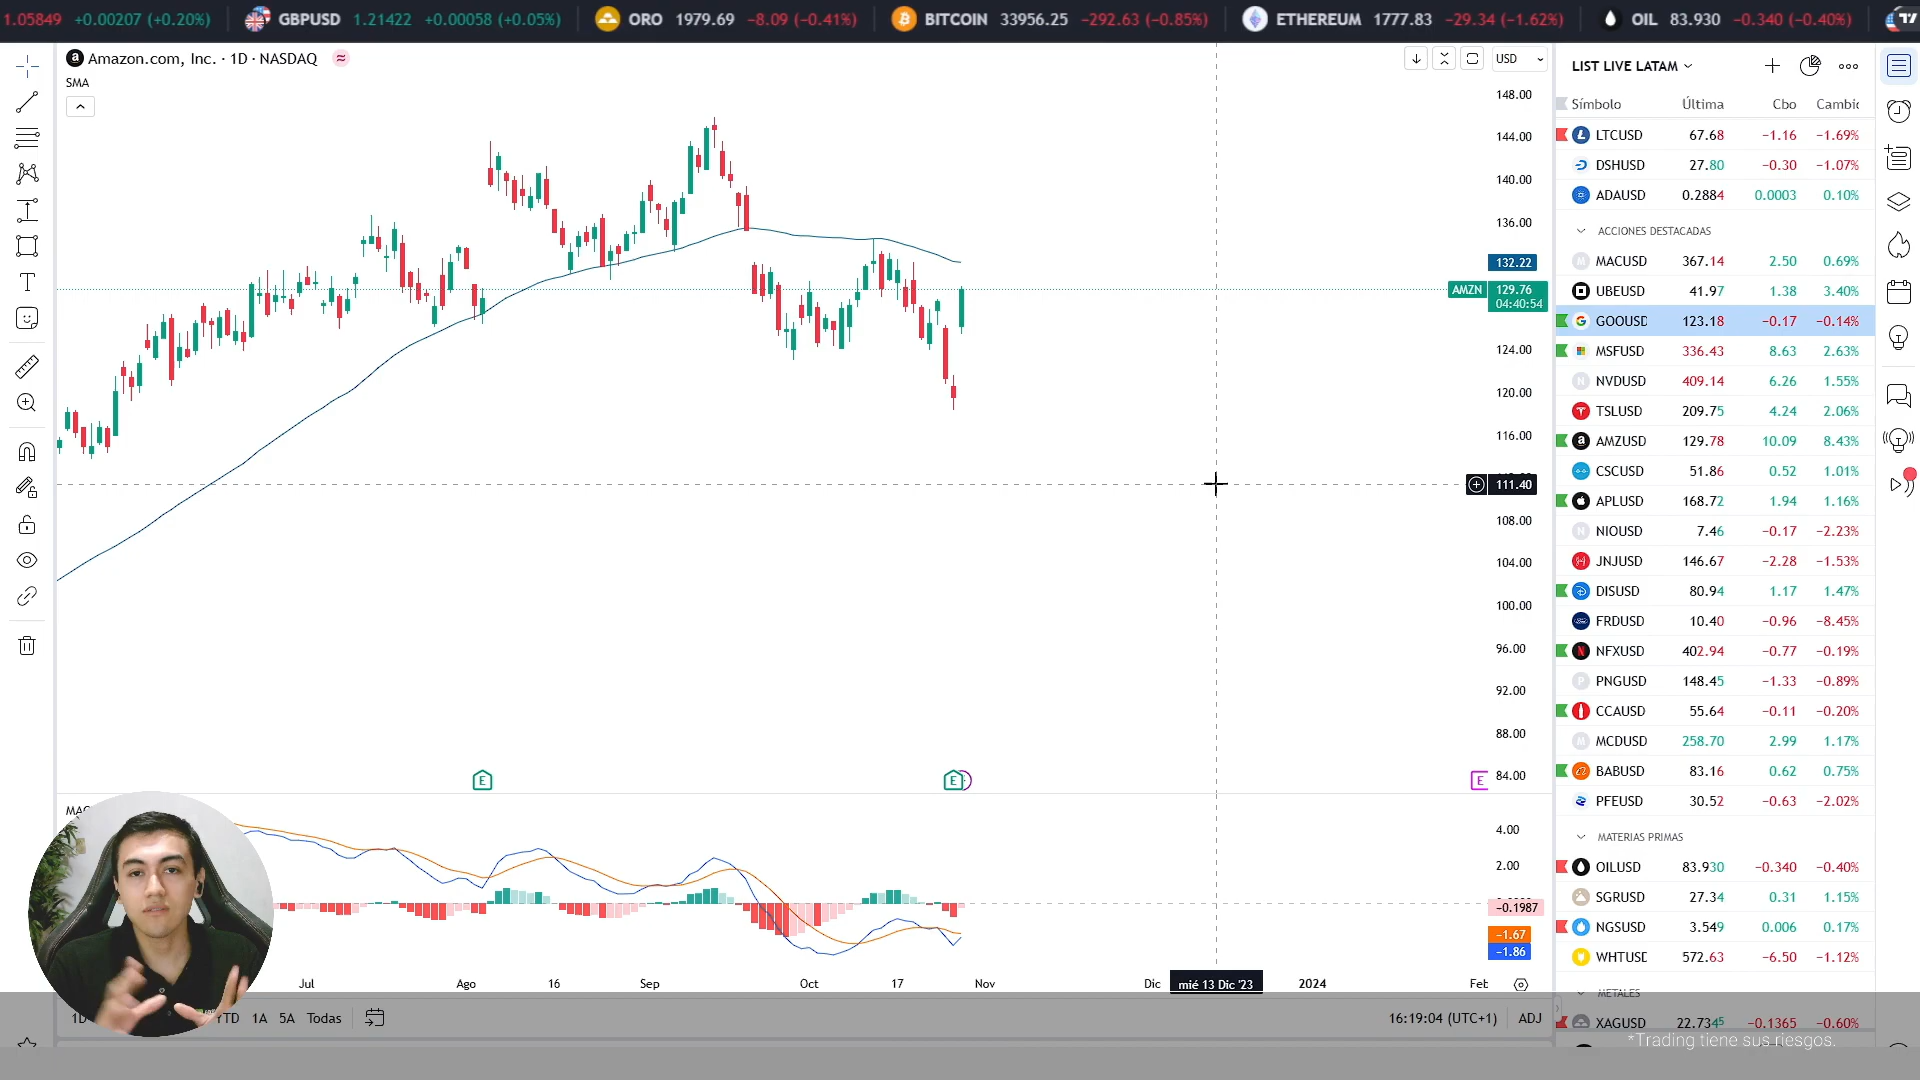 1.05849 +0.00207 (+0.20%) GBPUSD 1.21422 +0.00058 (+0.05%) ORO 1979.69 −8.09 (−0.41%) BITCOIN 33956.25 −292.63 (−0.85%) ETHEREUM 1777.83 −29.34 (−1.62%) OIL 83.930 −0.340 (−0.40%)
Amazon.com, Inc. · 1D · NASDAQ
SMA
USD
148.00
144.00
140.00
136.00
132.22
AMZN 129.76
04:40:54
124.00
120.00
116.00
111.40
108.00
104.00
100.00
96.00
92.00
88.00
84.00
E E E
4.00
2.00
−0.1987
−1.67
−1.86
Jul Ago 16 Sep Oct 17 Nov Dic mié 13 Dic '23 2024 Feb
1D YTD 1A 5A Todas 16:19:04 (UTC+1) ADJ
LIST LIVE LATAM
Símbolo Última Cbo
LTCUSD 67.68 −1.16 −1.69%
DSHUSD 27.80 −0.30 −1.07%
ADAUSD 0.2884 0.0003 0.10%
ACCIONES DESTACADAS
MACUSD 367.14 2.50 0.69%
UBEUSD 41.97 1.38 3.40%
GOOUSD 123.18 −0.17 −0.14%
MSFUSD 336.43 8.63 2.63%
NVDUSD 409.14 6.26 1.55%
TSLUSD 209.75 4.24 2.06%
AMZUSD 129.78 10.09 8.43%
CSCUSD 51.86 0.52 1.01%
APLUSD 168.72 1.94 1.16%
NIOUSD 7.46 −0.17 −2.23%
JNJUSD 146.67 −2.28 −1.53%
DISUSD 80.94 1.17 1.47%
FRDUSD 10.40 −0.96 −8.45%
NFXUSD 402.94 −0.77 −0.19%
PNGUSD 148.45 −1.33 −0.89%
CCAUSD 55.64 −0.11 −0.20%
MCDUSD 258.70 2.99 1.17%
BABUSD 83.16 0.62 0.75%
PFEUSD 30.52 −0.63 −2.02%
MATERIAS PRIMAS
OILUSD 83.930 −0.340 −0.40%
SGRUSD 27.34 0.31 1.15%
NGSUSD 3.549 0.006 0.17%
WHTUSD 572.63 −6.50 −1.12%
METALES
XAGUSD 22.7345 −0.1365 −0.60%
*Trading tiene sus riesgos.